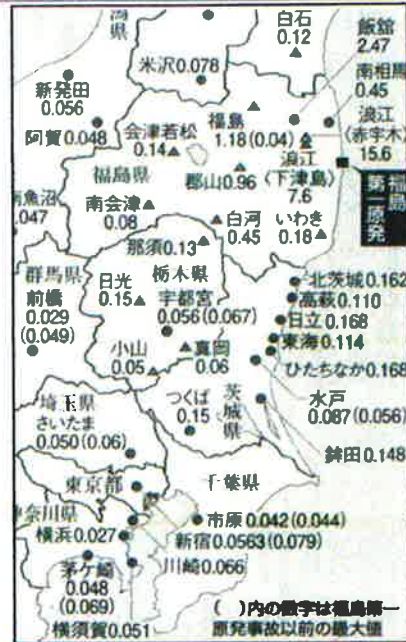 潟県
白石
0.12
飯舘
2.47
米沢0.078
南相馬
0.45
新発田
0.056
浪江
(赤宇木)
15.6
阿賀0.048
会津若松
0.14
福島
1.18(0.04)
浪江
(下津島)
7.6
福島
第一原発
福島県
郡山0.96
南魚沼
.047
南会津
0.08
白河
0.45
いわき
0.18
那須0.13
群馬県
前橋
0.029
(0.049)
日光
0.15
栃木県
宇都宮
0.056(0.067)
北茨城0.162
高萩0.110
日立0.168
東海0.114
ひたちなか0.168
小山
0.05
真岡
0.06
水戸
0.087(0.056)
つくば
0.15
茨城県
鉾田0.148
埼玉県
さいたま
0.050(0.06)
東京都
千葉県
神奈川県
横浜0.027
市原0.042(0.044)
新宿0.0563(0.079)
川崎0.066
茅ケ崎
0.048
(0.069)
横須賀0.051
( )内の数字は福島第一
原発事故以前の最大値